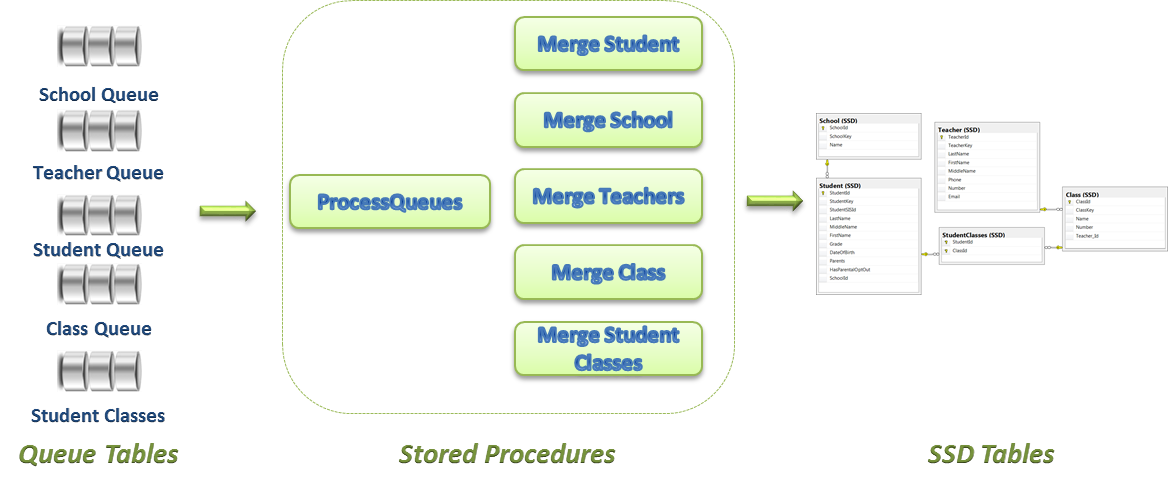 School Queue
Teacher Queue
Student Queue
Class Queue
Student Classes
Queue Tables
ProcessQueues
Merge Student
Merge School
Merge Teachers
Merge Class
Merge Student
Classes
Stored Procedures
School (SSD)
SchoolId
SchoolKey
Name
Student (SSD)
StudentId
StudentKey
StudentSISId
LastName
MiddleName
FirstName
Grade
DateOfBirth
Parents
HasParentalOptOut
SchoolId
Teacher (SSD)
TeacherId
TeacherKey
LastName
FirstName
MiddleName
Phone
Number
Email
StudentClasses (SSD)
StudentId
ClassId
Class (SSD)
ClassId
ClassKey
Name
Number
Teacher_Id
SSD Tables